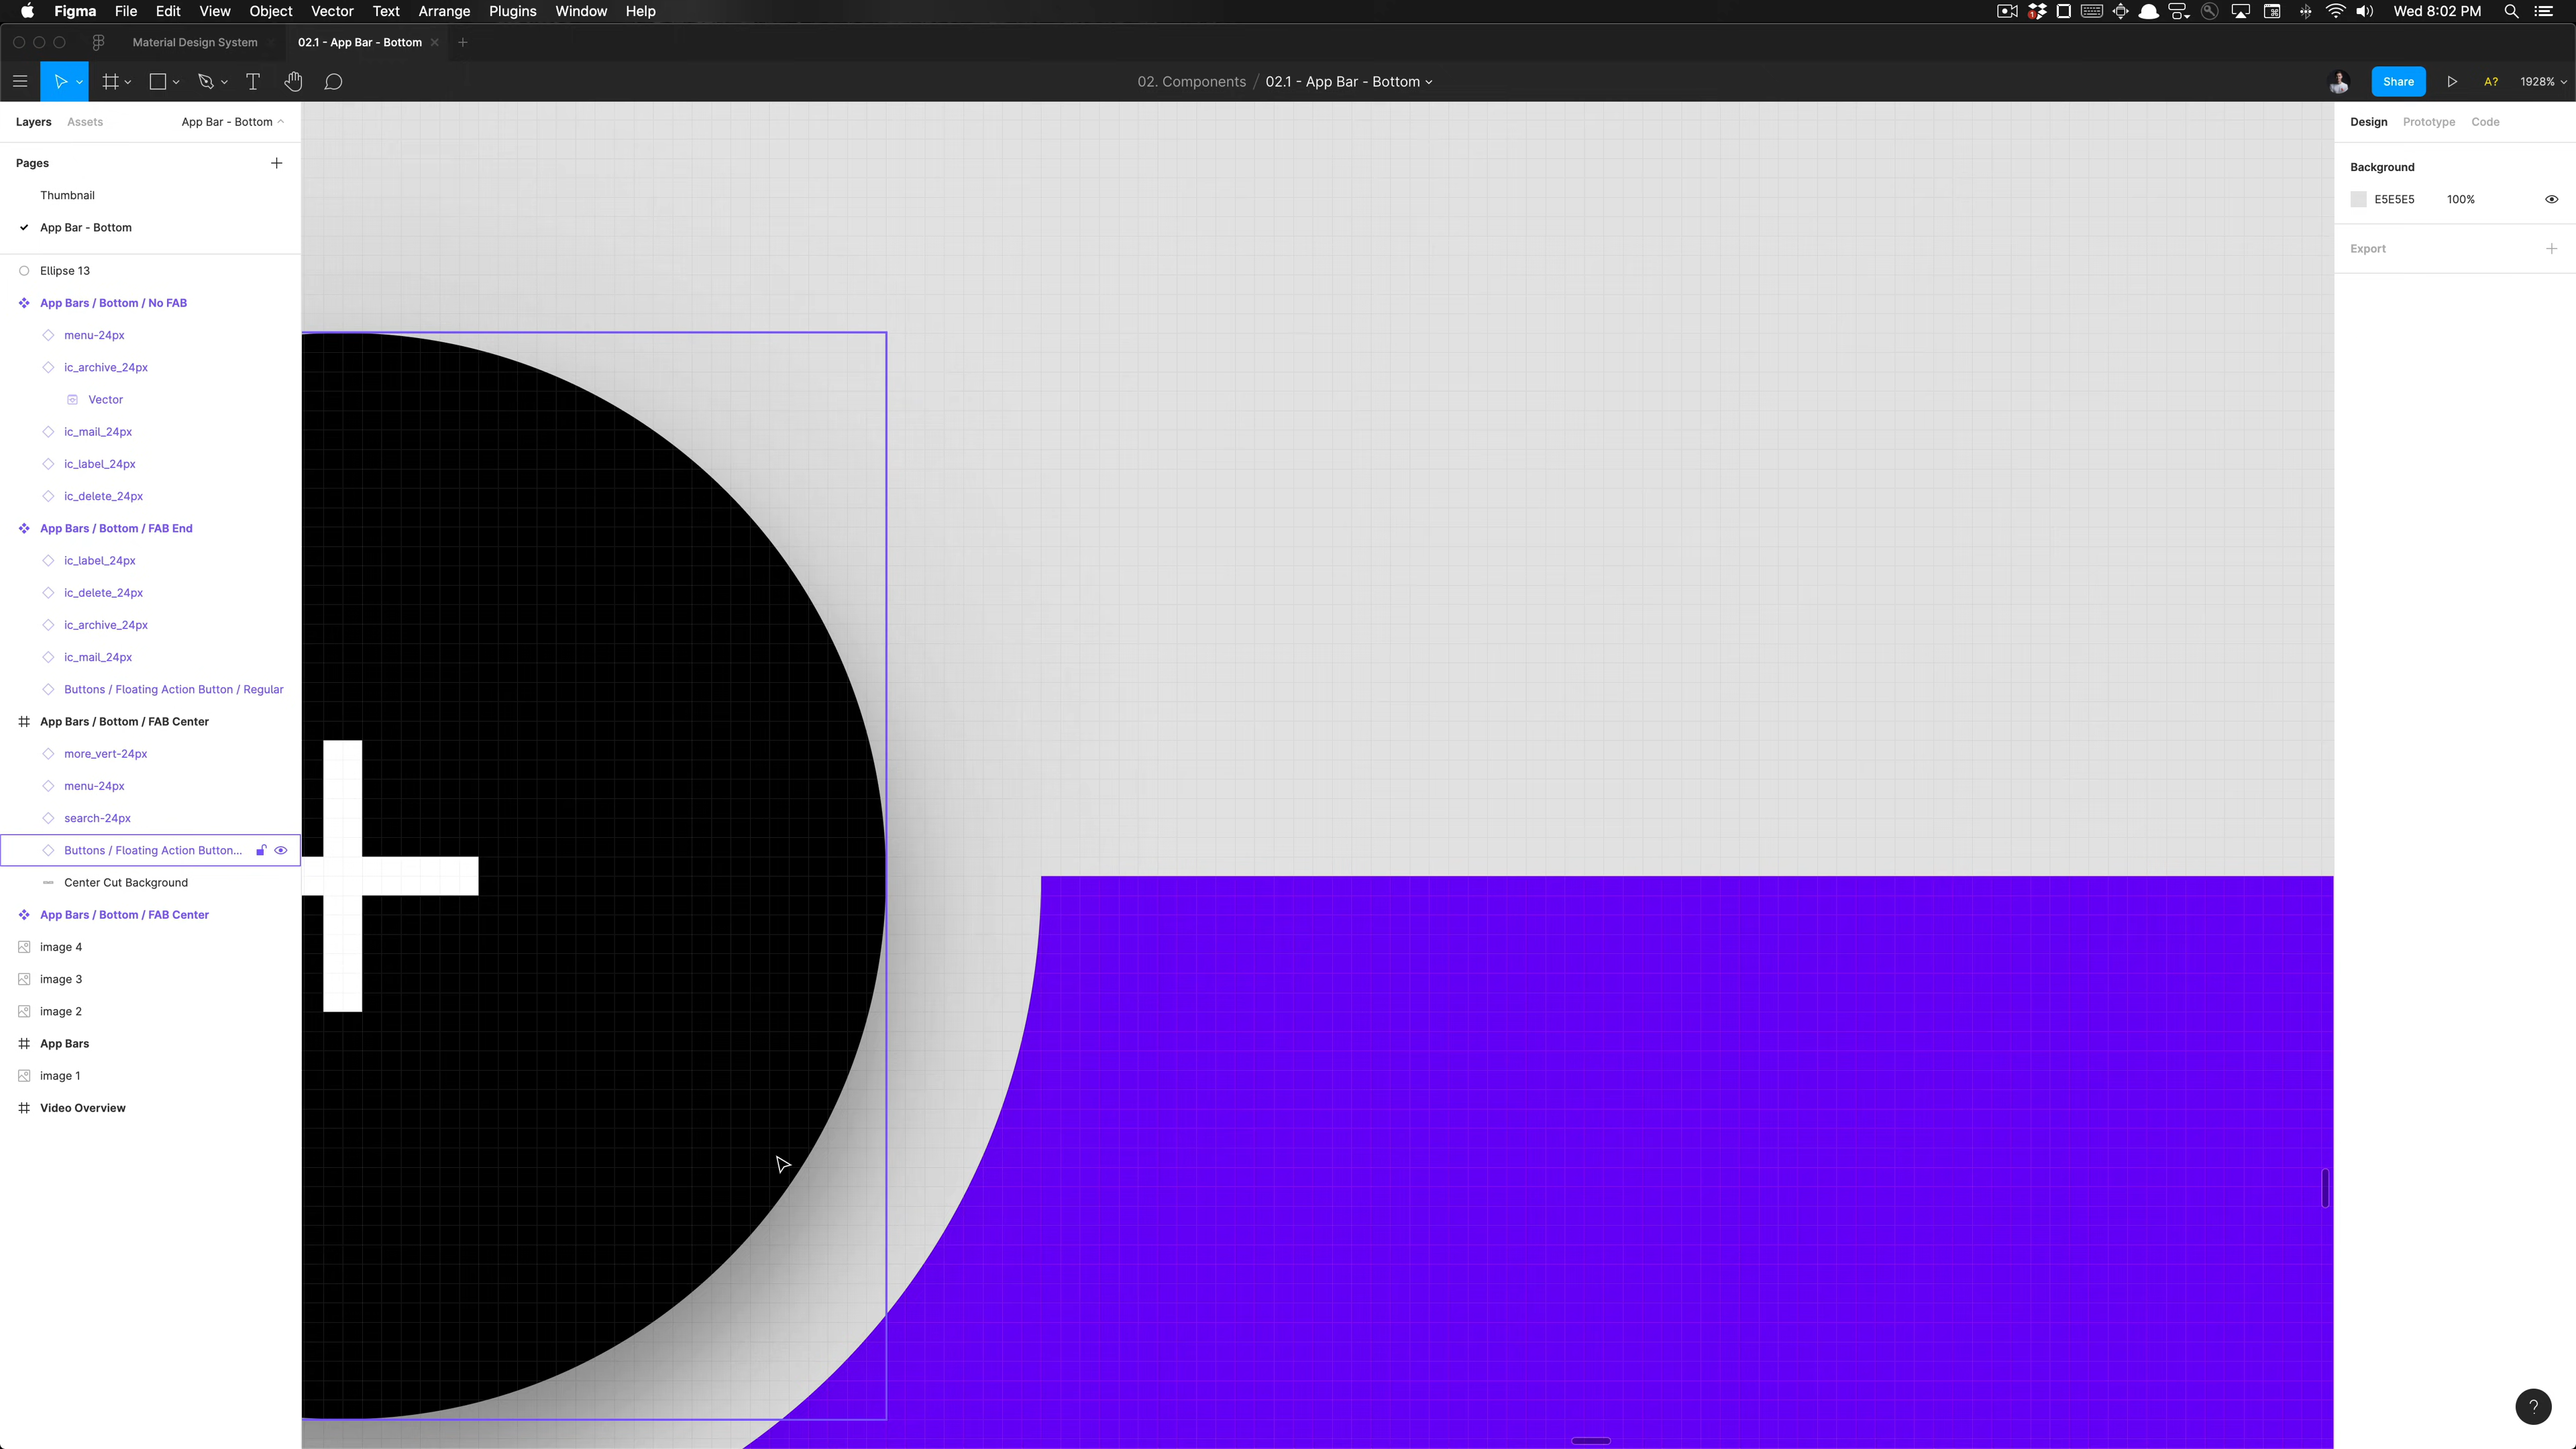 Figma File Edit View Object Vector Text Arrange Plugins Window Help Wed 8:02 PM
Material Design System 02.1 - App Bar - Bottom
02. Components / 02.1 - App Bar - Bottom Share A? 1928%
Layers Assets App Bar - Bottom
Design Prototype Code
Pages
Thumbnail
App Bar - Bottom
Ellipse 13
App Bars / Bottom / No FAB
menu-24px
ic_archive_24px
Vector
ic_mail_24px
ic_label_24px
ic_delete_24px
App Bars / Bottom / FAB End
ic_label_24px
ic_delete_24px
ic_archive_24px
ic_mail_24px
Buttons / Floating Action Button / Regular
App Bars / Bottom / FAB Center
more_vert-24px
menu-24px
search-24px
Buttons / Floating Action Button...
Center Cut Background
App Bars / Bottom / FAB Center
image 4
image 3
image 2
App Bars
image 1
Video Overview
Background
E5E5E5 100%
Export
?